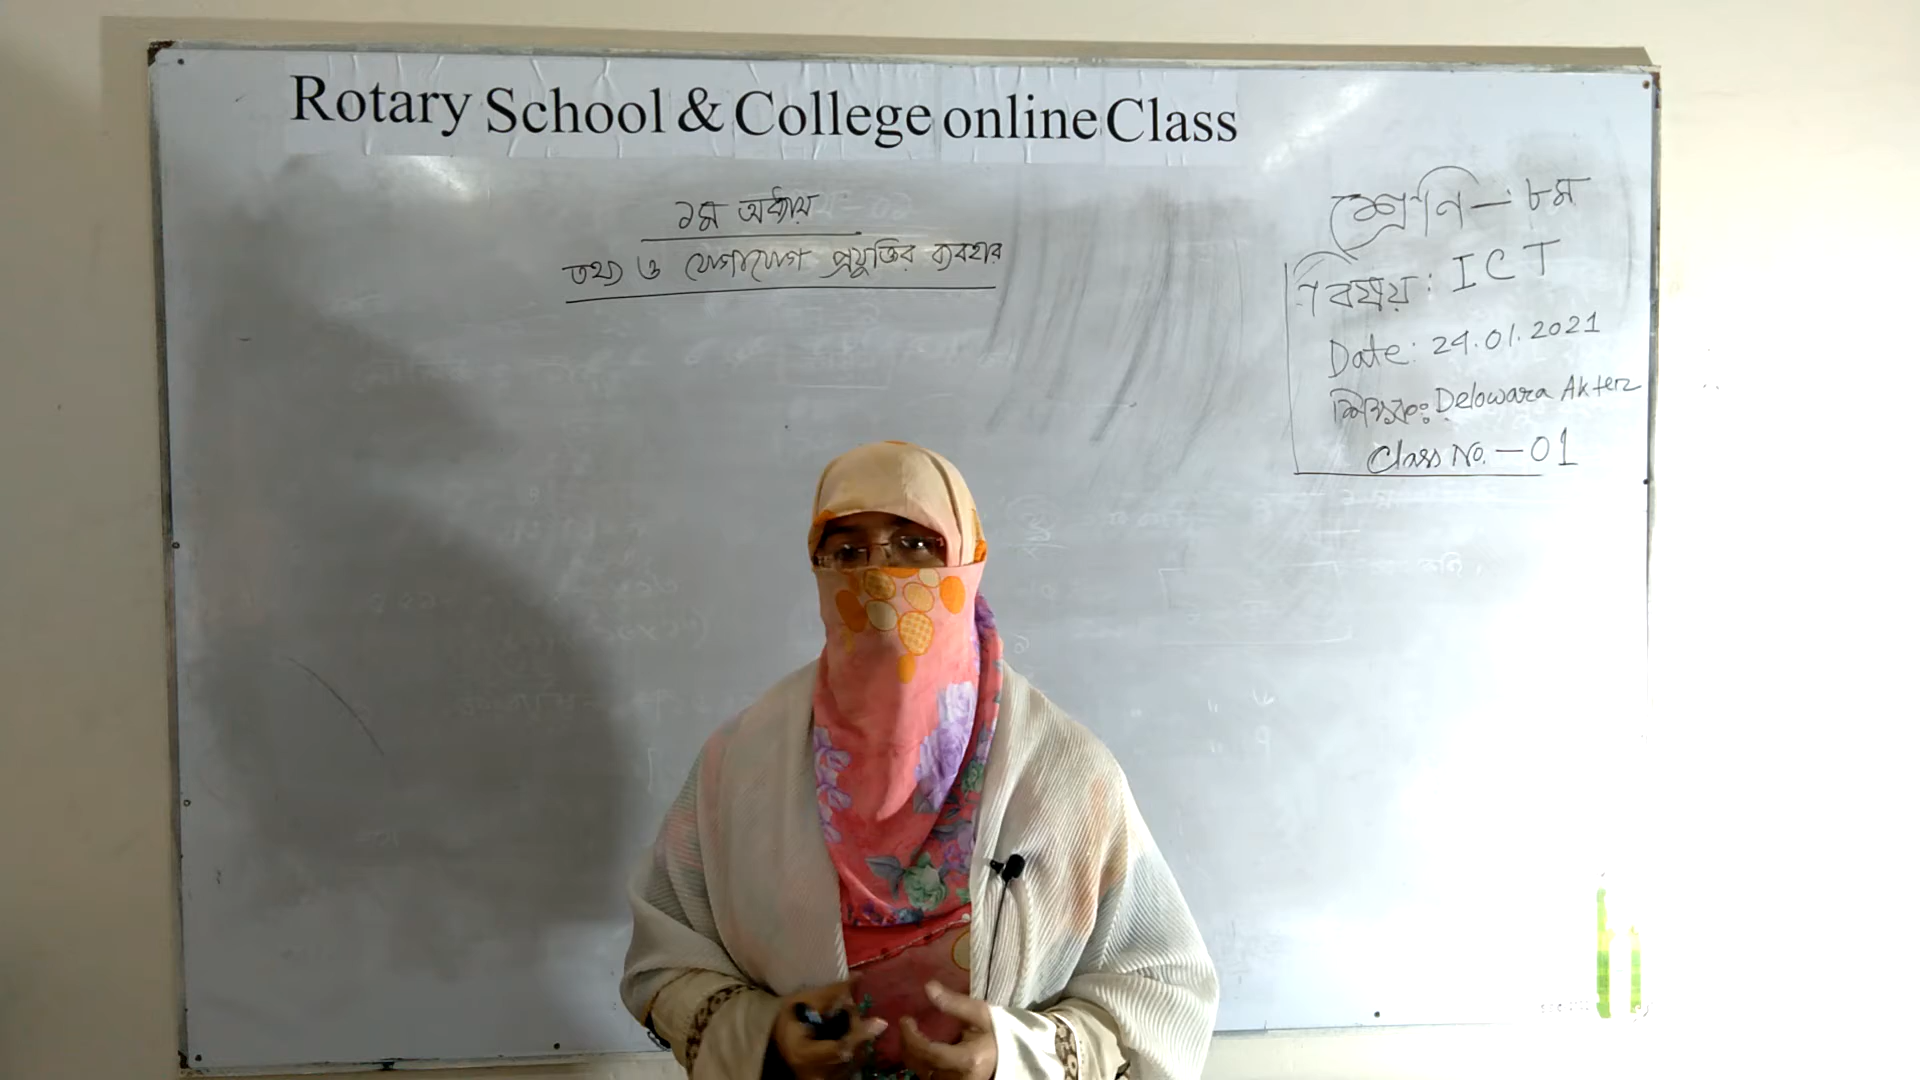 Rotary School & College online Class
১ম অধ্যায়
তথ্য ও যোগাযোগ প্রযুক্তির ব্যবহার
শ্রেণি - ৮ম
বিষয় : ICT
Date: 24.01.2021
শিক্ষকঃ Delowara Akter
Class No. - 01